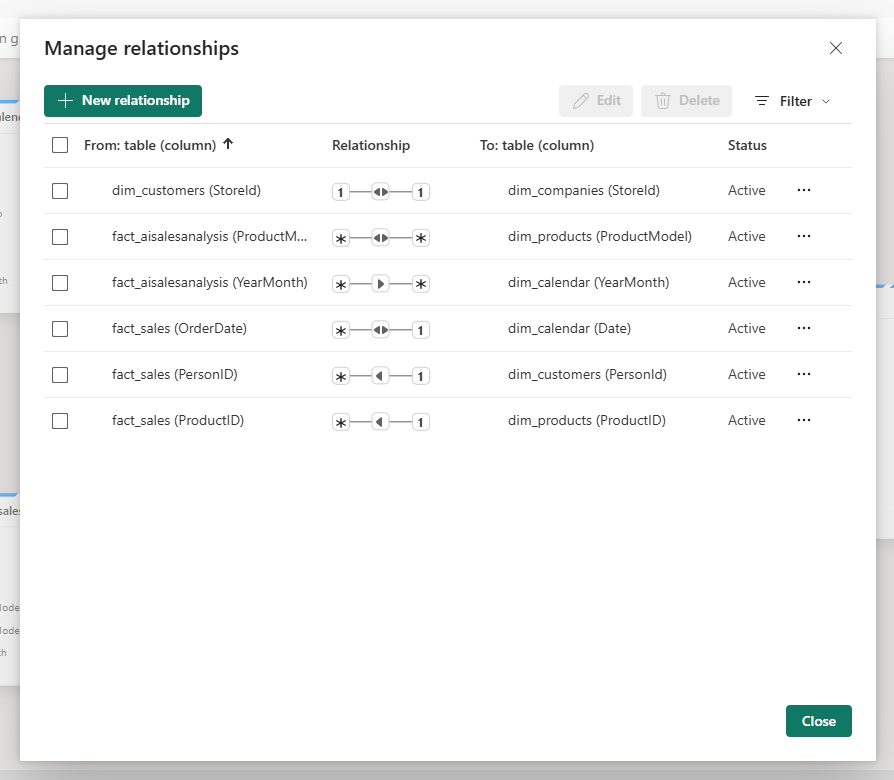 Manage relationships
New relationship
Edit
Delete
Filter
From: table (column) ↑ Relationship To: table (column) Status
dim_customers (StoreId) 1 1 dim_companies (StoreId) Active ...
fact_aisalesanalysis (ProductM... * * dim_products (ProductModel) Active ...
fact_aisalesanalysis (YearMonth) * * dim_calendar (YearMonth) Active ...
fact_sales (OrderDate) * 1 dim_calendar (Date) Active ...
fact_sales (PersonID) * 1 dim_customers (PersonId) Active ...
fact_sales (ProductID) * 1 dim_products (ProductID) Active ...
Close